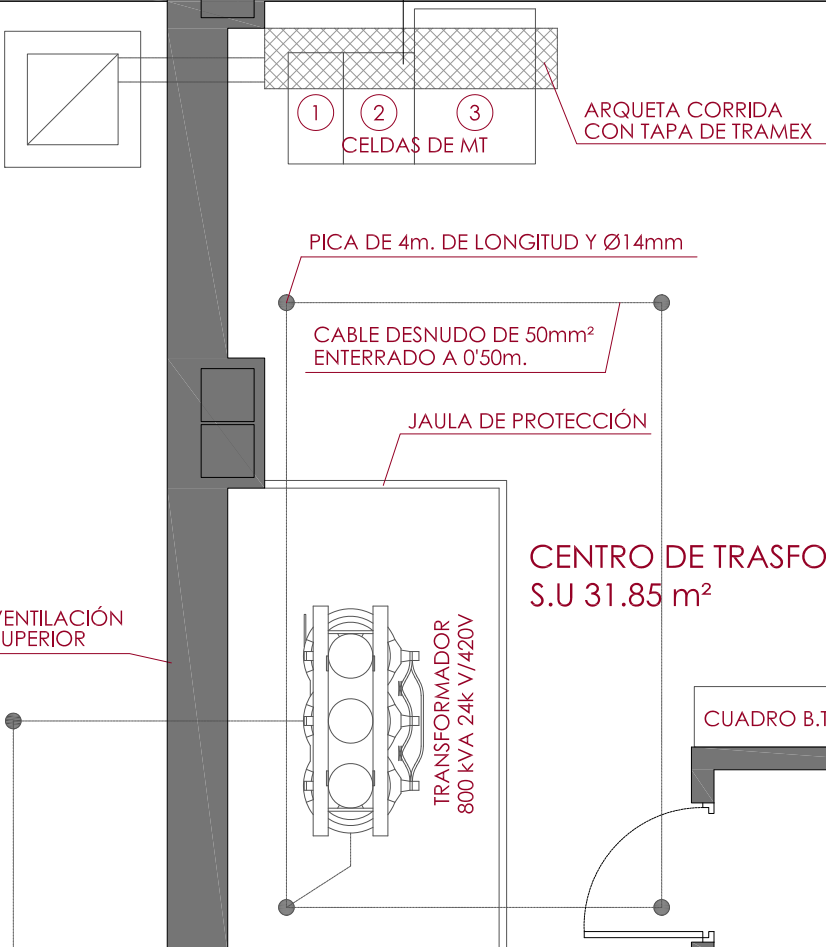 1
2
3
CELDAS DE MT
ARQUETA CORRIDA
CON TAPA DE TRAMEX
PICA DE 4m. DE LONGITUD Y Ø14mm
CABLE DESNUDO DE 50mm²
ENTERRADO A 0'50m.
JAULA DE PROTECCIÓN
CENTRO DE TRASFO
S.U 31.85 m²
VENTILACIÓN
UPERIOR
TRANSFORMADOR
800 kVA 24k V/420V
CUADRO B.T